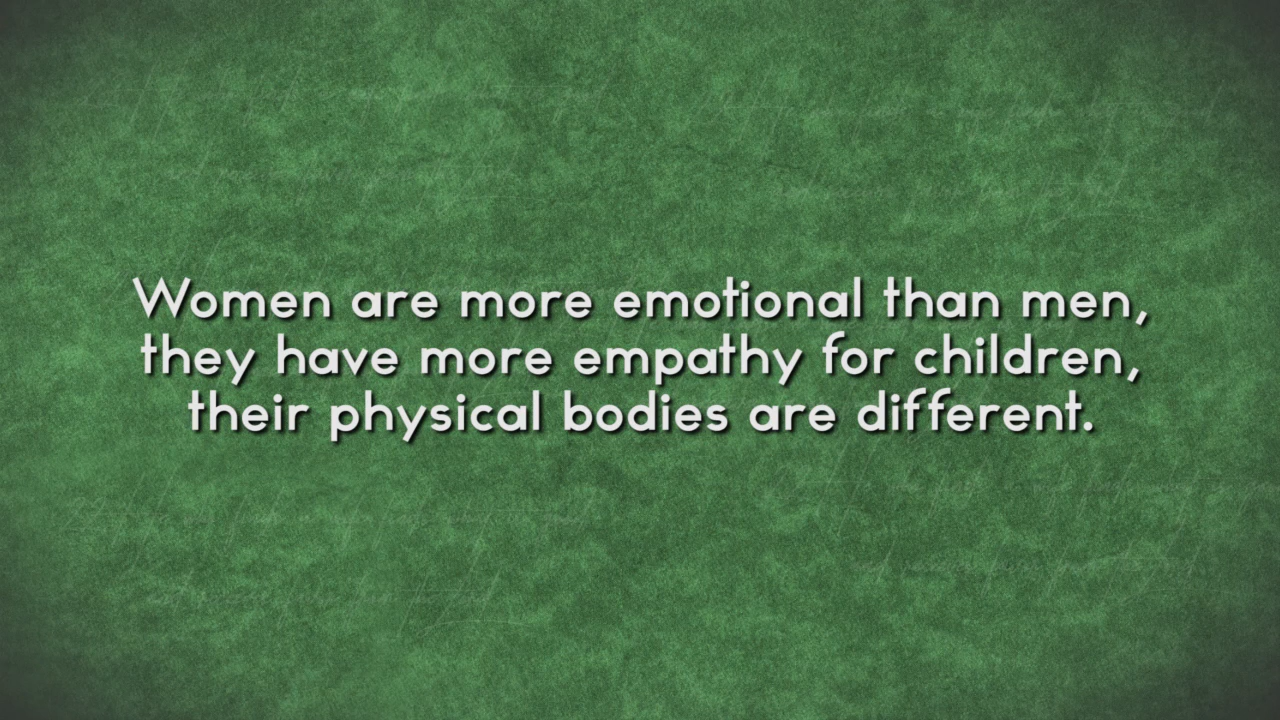 Women are more emotional than men,
they have more empathy for children,
their physical bodies are different.